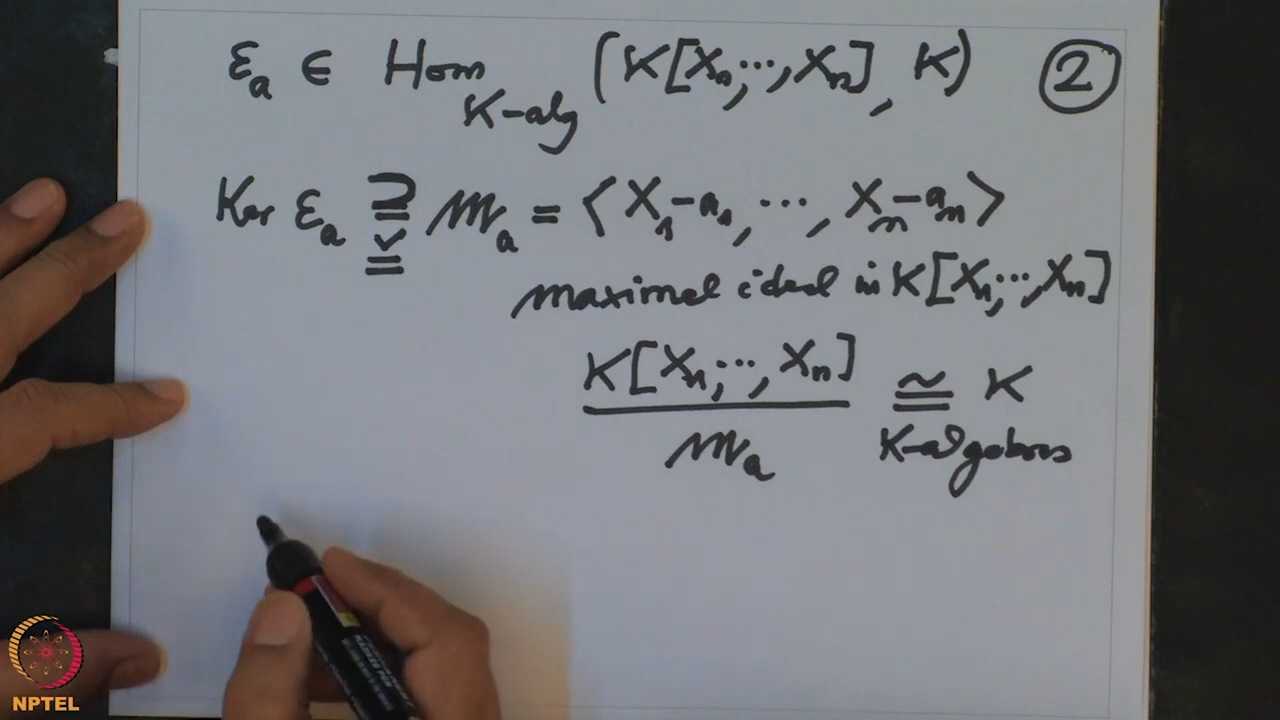 ε_a ∈ Hom_{K-alg} (K[X_1,⋯,X_n], K) ②
Ker ε_a ⊇ m_a = ⟨X_1-a_1, ⋯, X_n-a_n⟩
✓
=
maximal ideal in K[X_1,⋯,X_n]
K[X_1,⋯,X_n] ≅ K
m_a K-algebras
NPTEL